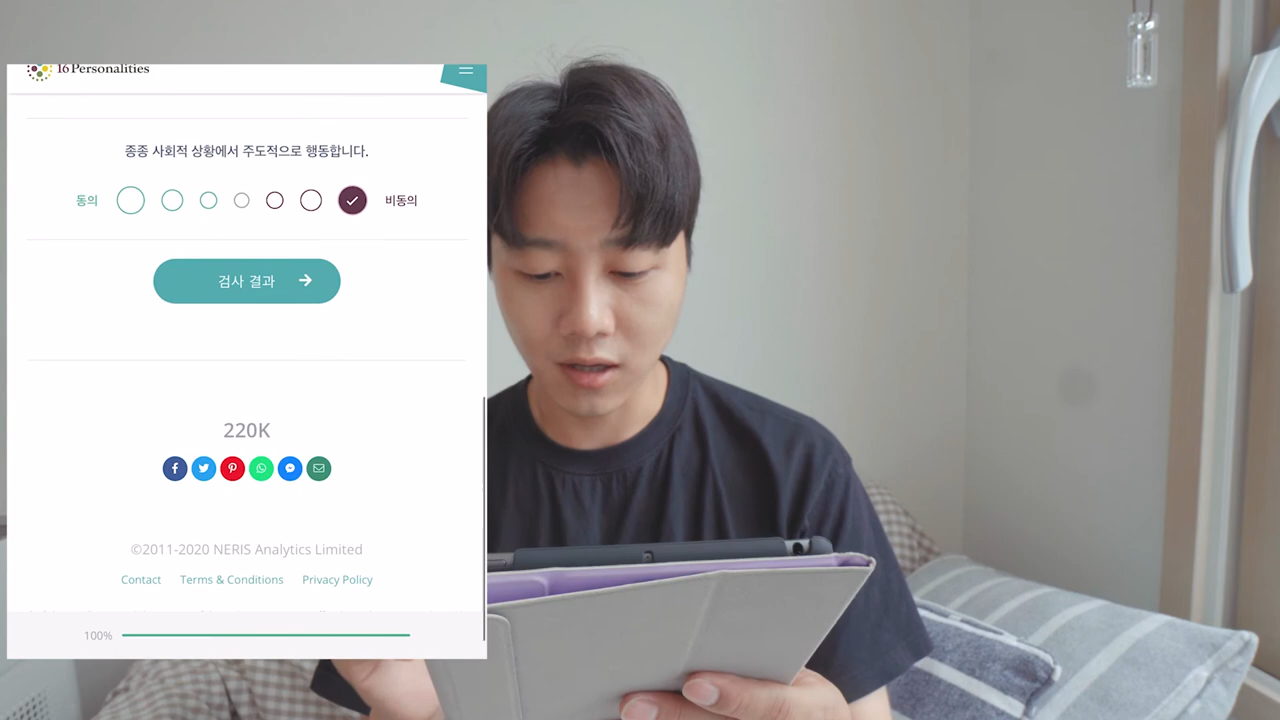 16Personalities
종종 사회적 상황에서 주도적으로 행동합니다.
동의 비동의
검사 결과
220K
©2011-2020 NERIS Analytics Limited
Contact Terms & Conditions Privacy Policy
100%